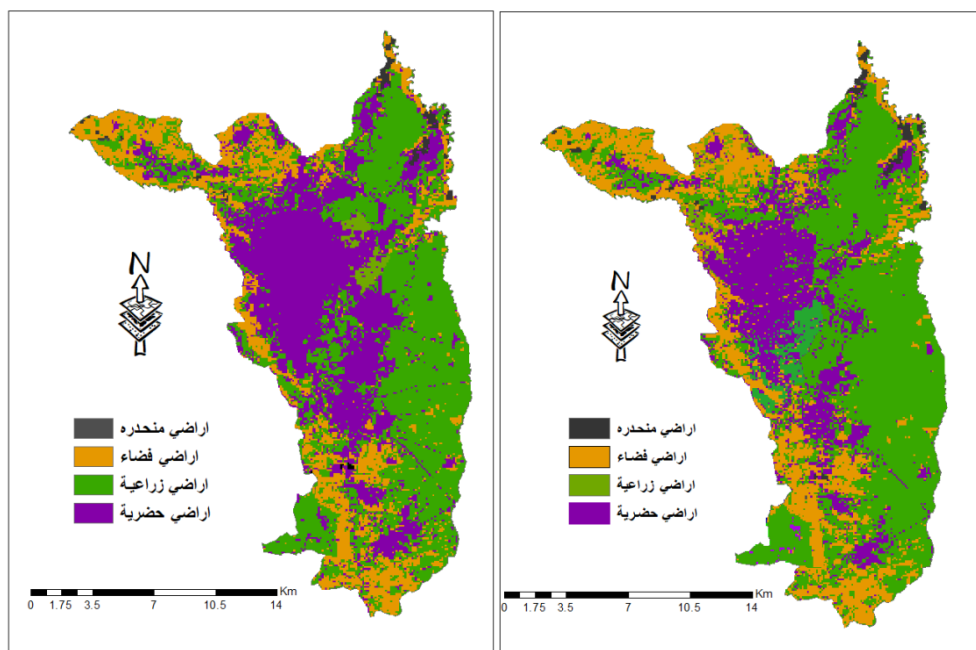 N
اراضي منحدره
اراضي فضاء
اراضي زراعية
اراضي حضرية
Km
0 1.75 3.5 7 10.5 14
N
اراضي منحدره
اراضي فضاء
اراضي زراعية
اراضي حضرية
Km
0 1.75 3.5 7 10.5 14